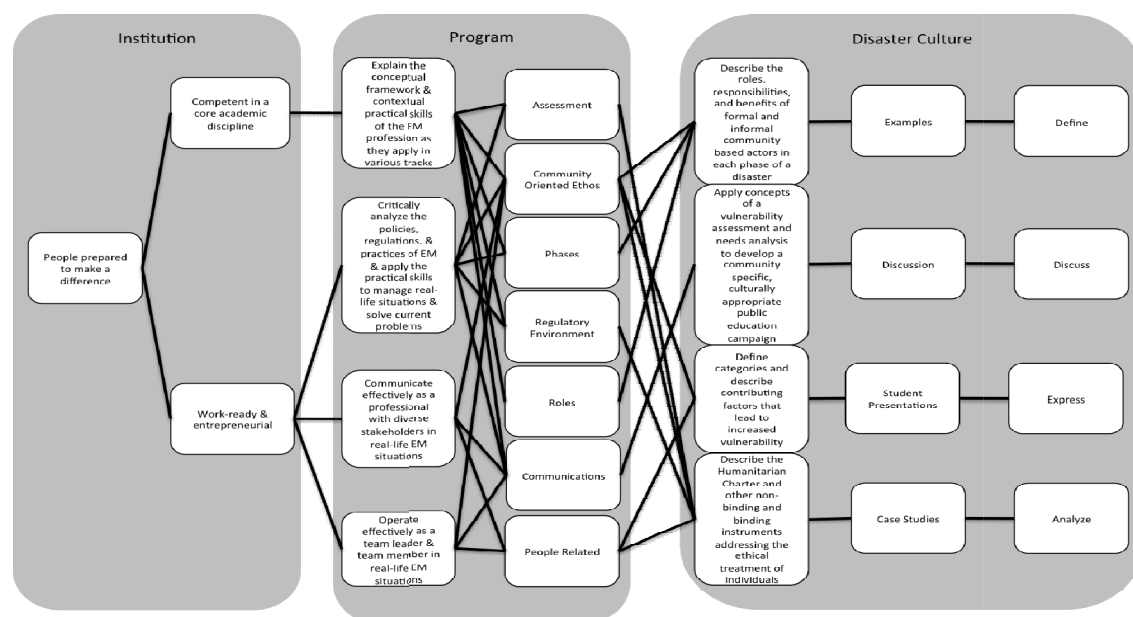 Institution
Program
Disaster Culture
People prepared
to make a
difference
Competent in a
core academic
discipline
Work-ready &
entrepreneurial
Explain the
conceptual
framework &
contextual
practical skills
of the EM
profession as
they apply in
various tracks
Critically
analyze the
policies,
regulations, &
practices of EM
& apply the
practical skills
to manage real-
life situations &
solve current
problems
Communicate
effectively as a
professional
with diverse
stakeholders in
real-life EM
situations
Operate
effectively as a
team leader &
team member in
real-life EM
situations
Assessment
Community
Oriented Ethos
Phases
Regulatory
Environment
Roles
Communications
People Related
Describe the
roles,
responsibilities,
and benefits of
formal and
informal
community
based actors in
each phase of a
disaster
Apply concepts
of a
vulnerability
assessment and
needs analysis
to develop a
community
specific,
culturally
appropriate
public
education
campaign
Define
categories and
describe
contributing
factors that
lead to
increased
vulnerability
Describe the
Humanitarian
Charter and
other non-
binding and
binding
instruments
addressing the
ethical
treatment of
individuals
Examples
Discussion
Student
Presentations
Case Studies
Define
Discuss
Express
Analyze